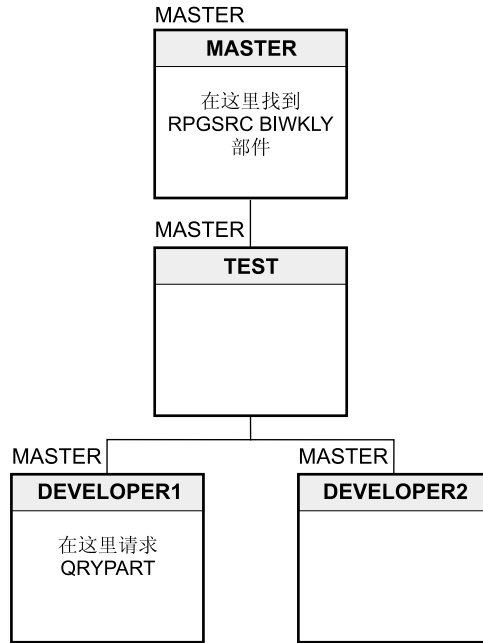 MASTER
MASTER
在这里找到
RPGSRC BIWKLY
部件
MASTER
TEST
MASTER
DEVELOPER1
在这里请求
QRYPART
MASTER
DEVELOPER2